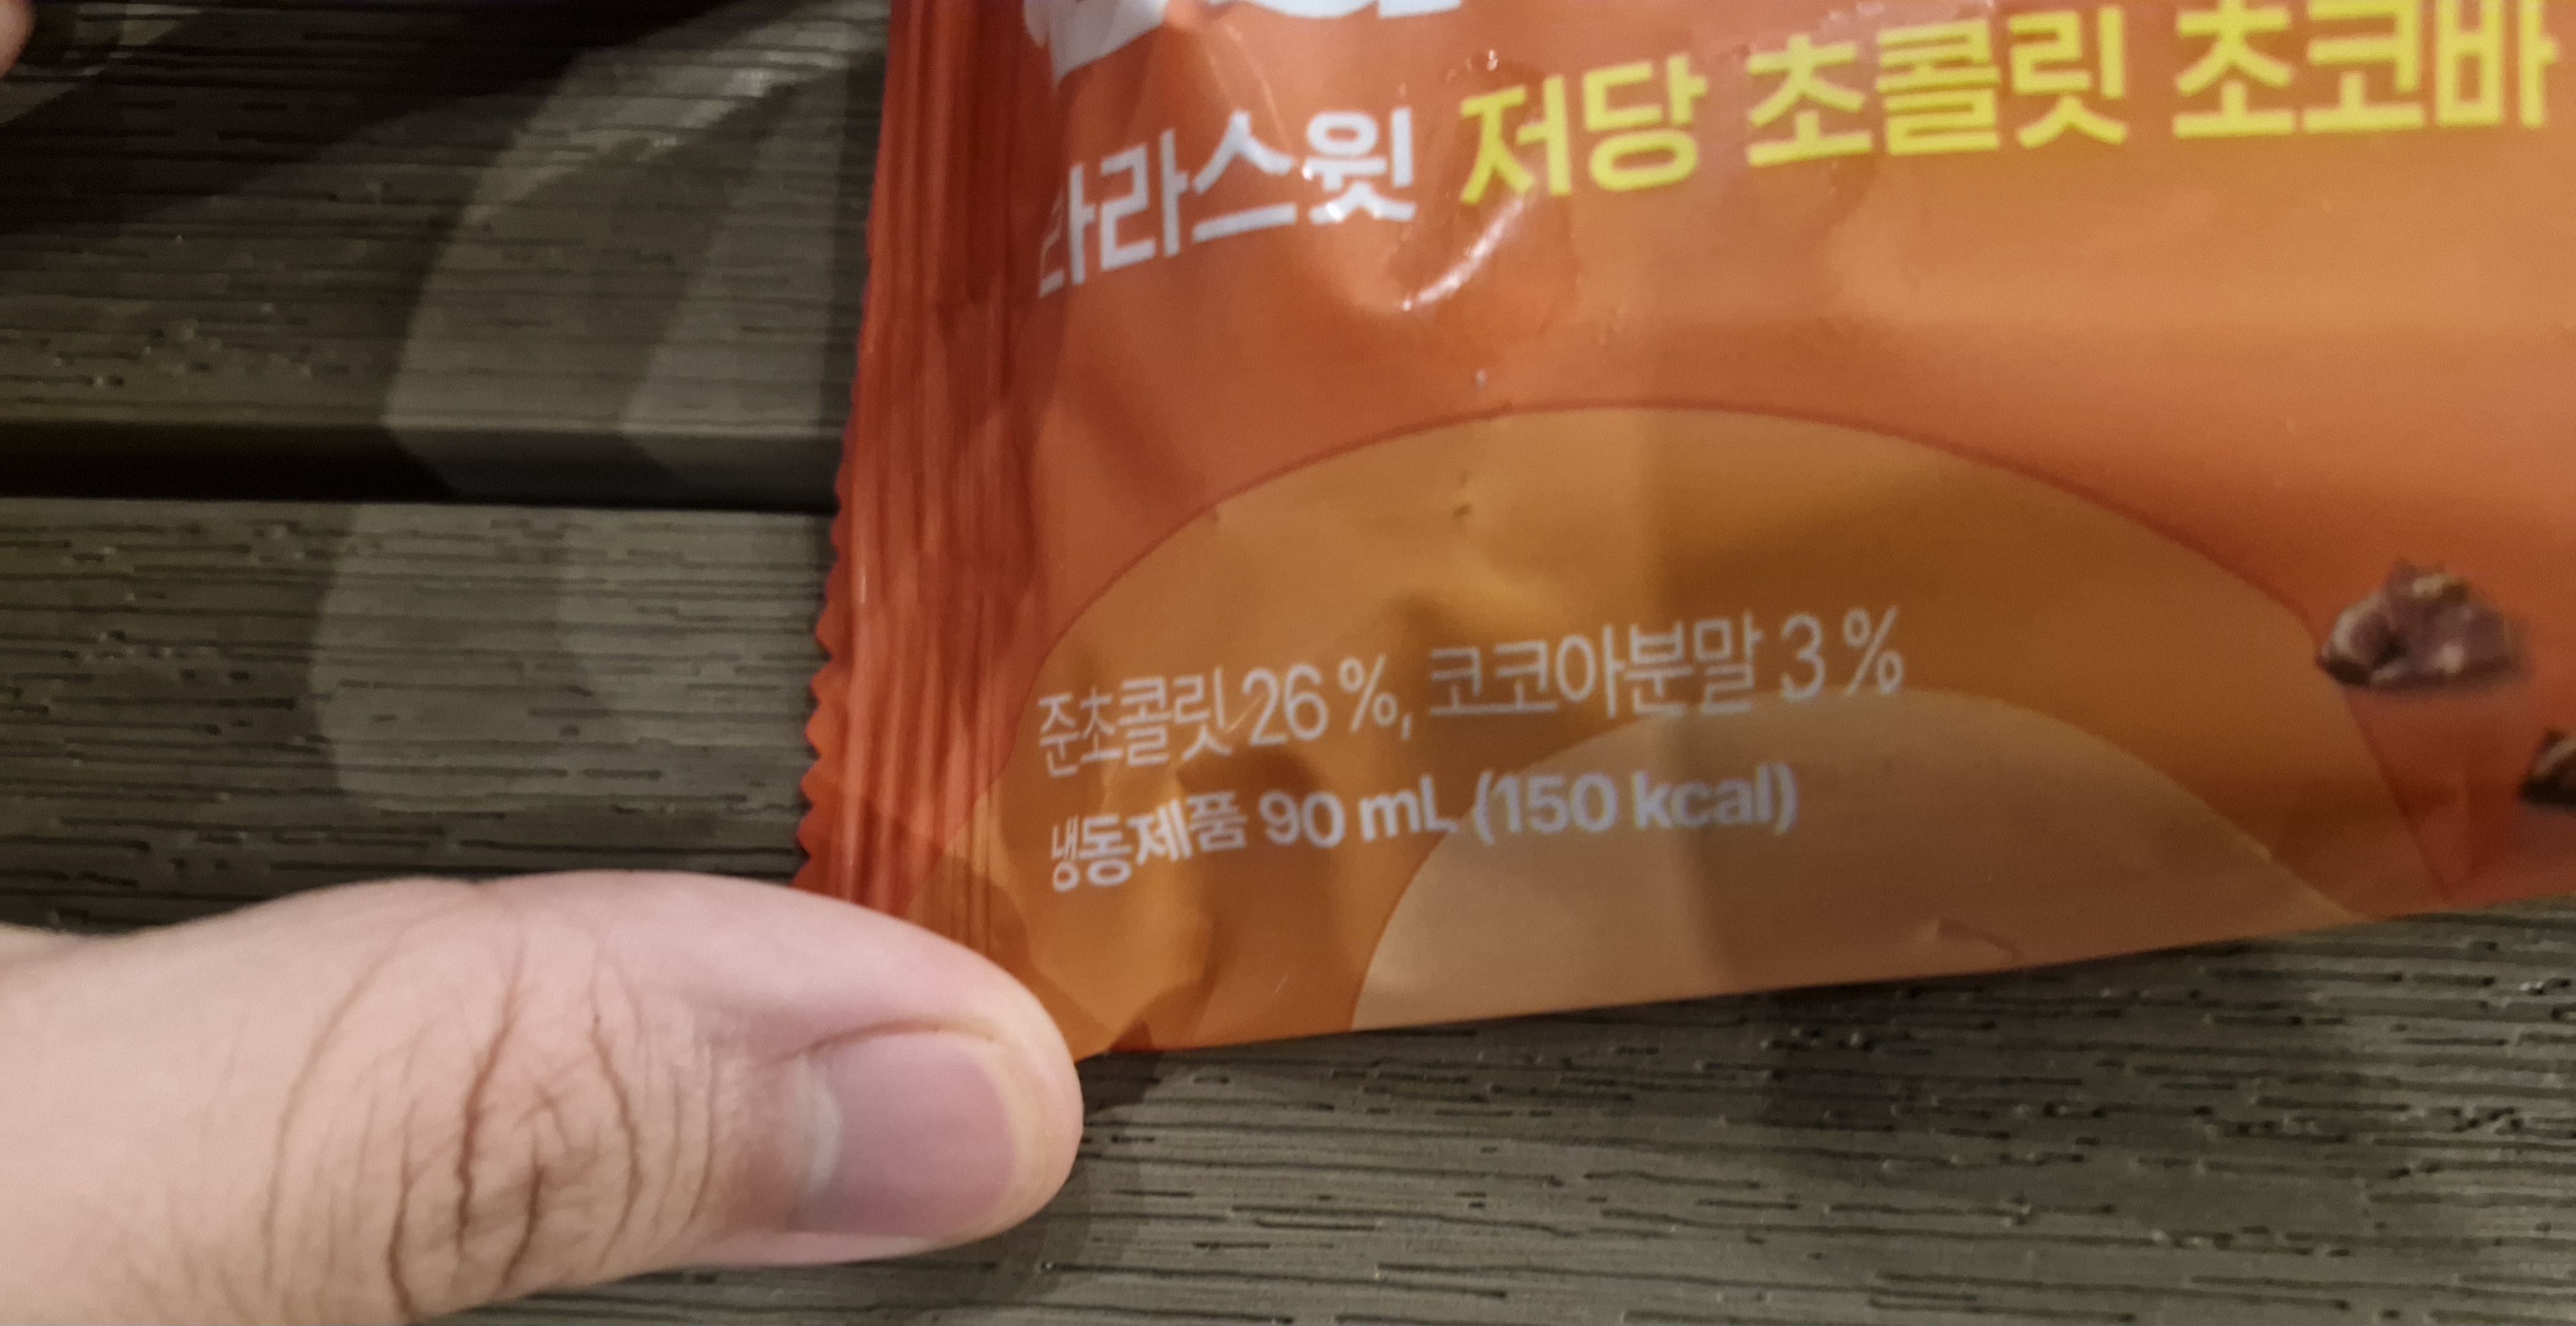 라라스윗 저당 초콜릿 초코바
준초콜릿 26 %, 코코아분말 3 %
냉동제품 90 mL (150 kcal)